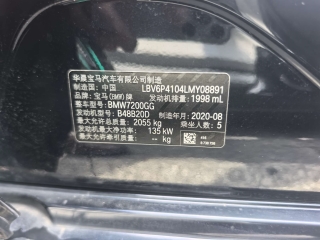 华晨宝马汽车有限公司制造
制造国: 中国 LBV6P4104LMY08891
品牌: 宝马(BMW)牌 发动机排量: 1998 mL
整车型号: BMW7200GG
发动机型号: B48B20D 制造年月: 2020-08
最大允许总质量: 2055 kg 乘坐人数: 5
发动机最大净功率: 135 kW
最大允许牵引质量: -- kg